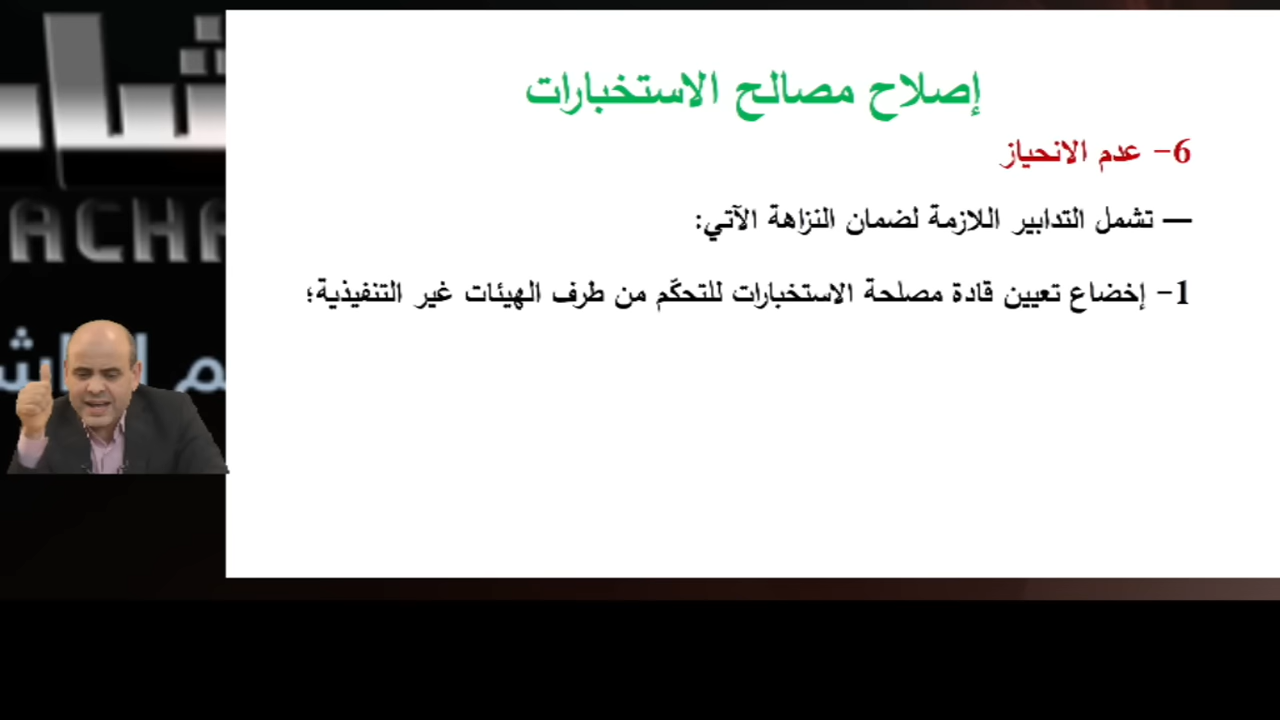 إصلاح مصالح الاستخبارات
6- عدم الانحياز
— تشمل التدابير اللازمة لضمان النزاهة الآتي:
1- إخضاع تعيين قادة مصلحة الاستخبارات للتحكّم من طرف الهيئات غير التنفيذية؛